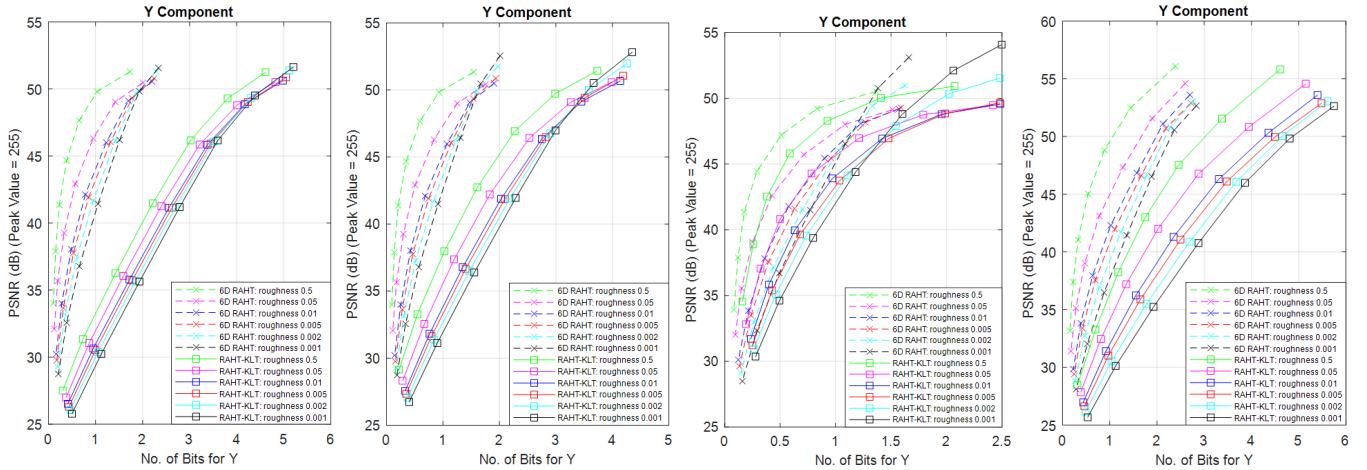 Y Component
55
50
45
40
35
30
25
PSNR (dB) (Peak Value = 255)
0 1 2 3 4 5 6
No. of Bits for Y
6D RAHT: roughness 0.5
6D RAHT: roughness 0.05
6D RAHT: roughness 0.01
6D RAHT: roughness 0.005
6D RAHT: roughness 0.002
6D RAHT: roughness 0.001
RAHT-KLT: roughness 0.5
RAHT-KLT: roughness 0.05
RAHT-KLT: roughness 0.01
RAHT-KLT: roughness 0.005
RAHT-KLT: roughness 0.002
RAHT-KLT: roughness 0.001
Y Component
55
50
45
40
35
30
25
PSNR (dB) (Peak Value = 255)
0 1 2 3 4 5
No. of Bits for Y
6D RAHT: roughness 0.5
6D RAHT: roughness 0.05
6D RAHT: roughness 0.01
6D RAHT: roughness 0.005
6D RAHT: roughness 0.002
6D RAHT: roughness 0.001
RAHT-KLT: roughness 0.5
RAHT-KLT: roughness 0.05
RAHT-KLT: roughness 0.01
RAHT-KLT: roughness 0.005
RAHT-KLT: roughness 0.002
RAHT-KLT: roughness 0.001
Y Component
55
50
45
40
35
30
25
PSNR (dB) (Peak Value = 255)
0 0.5 1 1.5 2 2.5
No. of Bits for Y
6D RAHT: roughness 0.5
6D RAHT: roughness 0.05
6D RAHT: roughness 0.01
6D RAHT: roughness 0.005
6D RAHT: roughness 0.002
6D RAHT: roughness 0.001
RAHT-KLT: roughness 0.5
RAHT-KLT: roughness 0.05
RAHT-KLT: roughness 0.01
RAHT-KLT: roughness 0.005
RAHT-KLT: roughness 0.002
RAHT-KLT: roughness 0.001
Y Component
60
55
50
45
40
35
30
25
PSNR (dB) (Peak Value = 255)
0 1 2 3 4 5 6
No. of Bits for Y
6D RAHT: roughness 0.5
6D RAHT: roughness 0.05
6D RAHT: roughness 0.01
6D RAHT: roughness 0.005
6D RAHT: roughness 0.002
6D RAHT: roughness 0.001
RAHT-KLT: roughness 0.5
RAHT-KLT: roughness 0.05
RAHT-KLT: roughness 0.01
RAHT-KLT: roughness 0.005
RAHT-KLT: roughness 0.002
RAHT-KLT: roughness 0.001